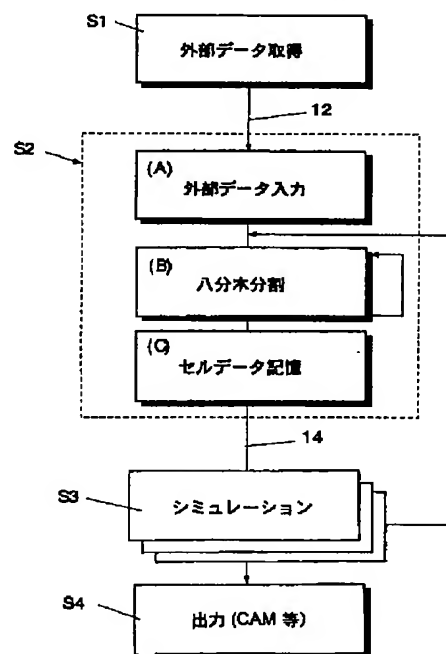 S1
外部データ取得
12
S2
(A)
外部データ入力
(B)
八分木分割
(C)
セルデータ記憶
14
S3
シミュレーション
S4
出力 (CAM 等)